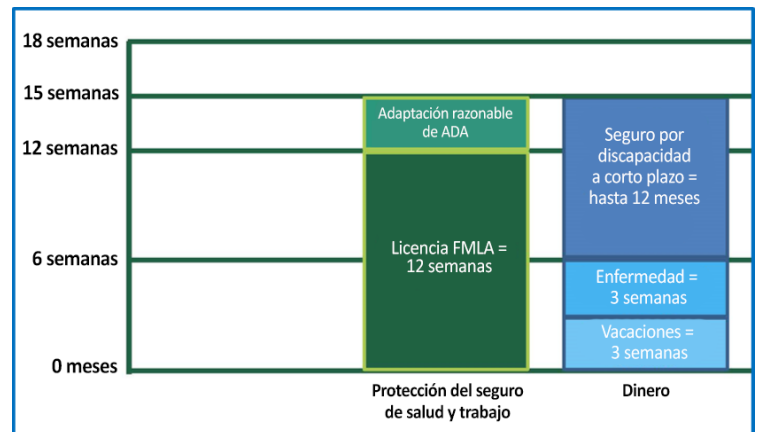 18 semanas
15 semanas
12 semanas
6 semanas
0 meses
Adaptación razonable
de ADA
Licencia FMLA =
12 semanas
Seguro por
discapacidad
a corto plazo =
hasta 12 meses
Enfermedad =
3 semanas
Vacaciones =
3 semanas
Protección del seguro
de salud y trabajo
Dinero